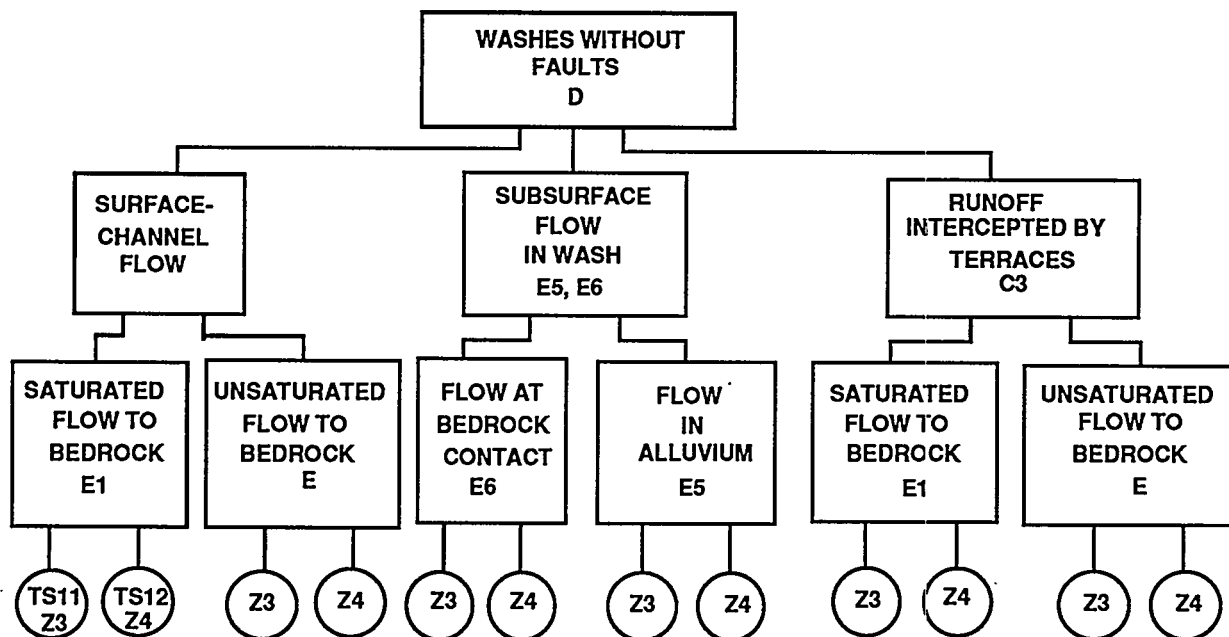 WASHES WITHOUT
FAULTS
D
SURFACE-
CHANNEL
FLOW
SUBSURFACE
FLOW
IN WASH
E5, E6
RUNOFF
INTERCEPTED BY
TERRACES
C3
SATURATED
FLOW TO
BEDROCK
E1
UNSATURATED
FLOW TO
BEDROCK
E
FLOW AT
BEDROCK
CONTACT
E6
FLOW
IN
ALLUVIUM
E5
SATURATED
FLOW TO
BEDROCK
E1
UNSATURATED
FLOW TO
BEDROCK
E
TS11
Z3
TS12
Z4
Z3
Z4
Z3
Z4
Z3
Z4
Z3
Z4
Z3
Z4